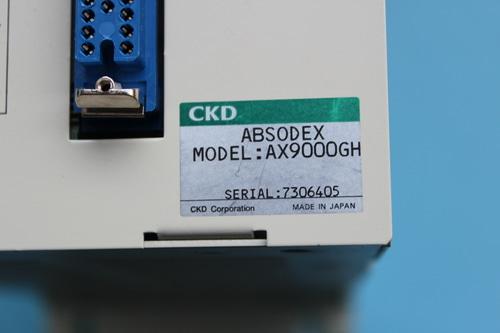 CKD
ABSODEX
MODEL:AX9000GH
SERIAL:7306405
CKD Corporation MADE IN JAPAN